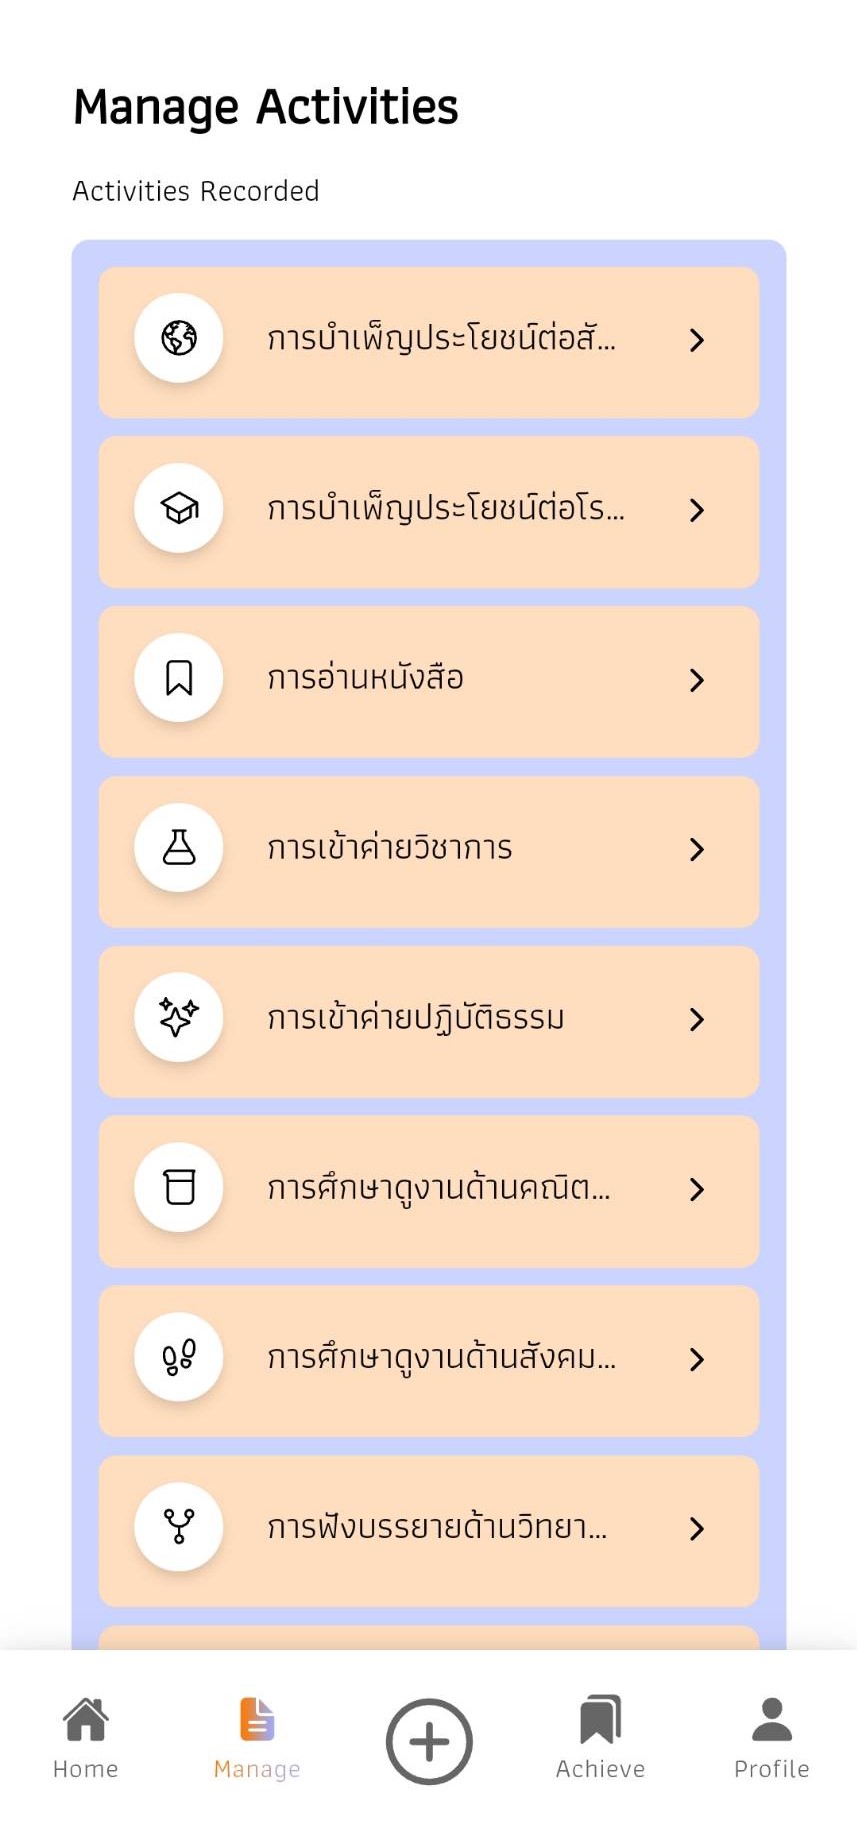 Manage Activities
Activities Recorded
การบำเพ็ญประโยชน์ต่อสั...
การบำเพ็ญประโยชน์ต่อโร...
การอ่านหนังสือ
การเข้าค่ายวิชาการ
การเข้าค่ายปฏิบัติธรรม
การศึกษาดูงานด้านคณิต...
การศึกษาดูงานด้านสังคม...
การฟังบรรยายด้านวิทยา...
Home Manage Achieve Profile